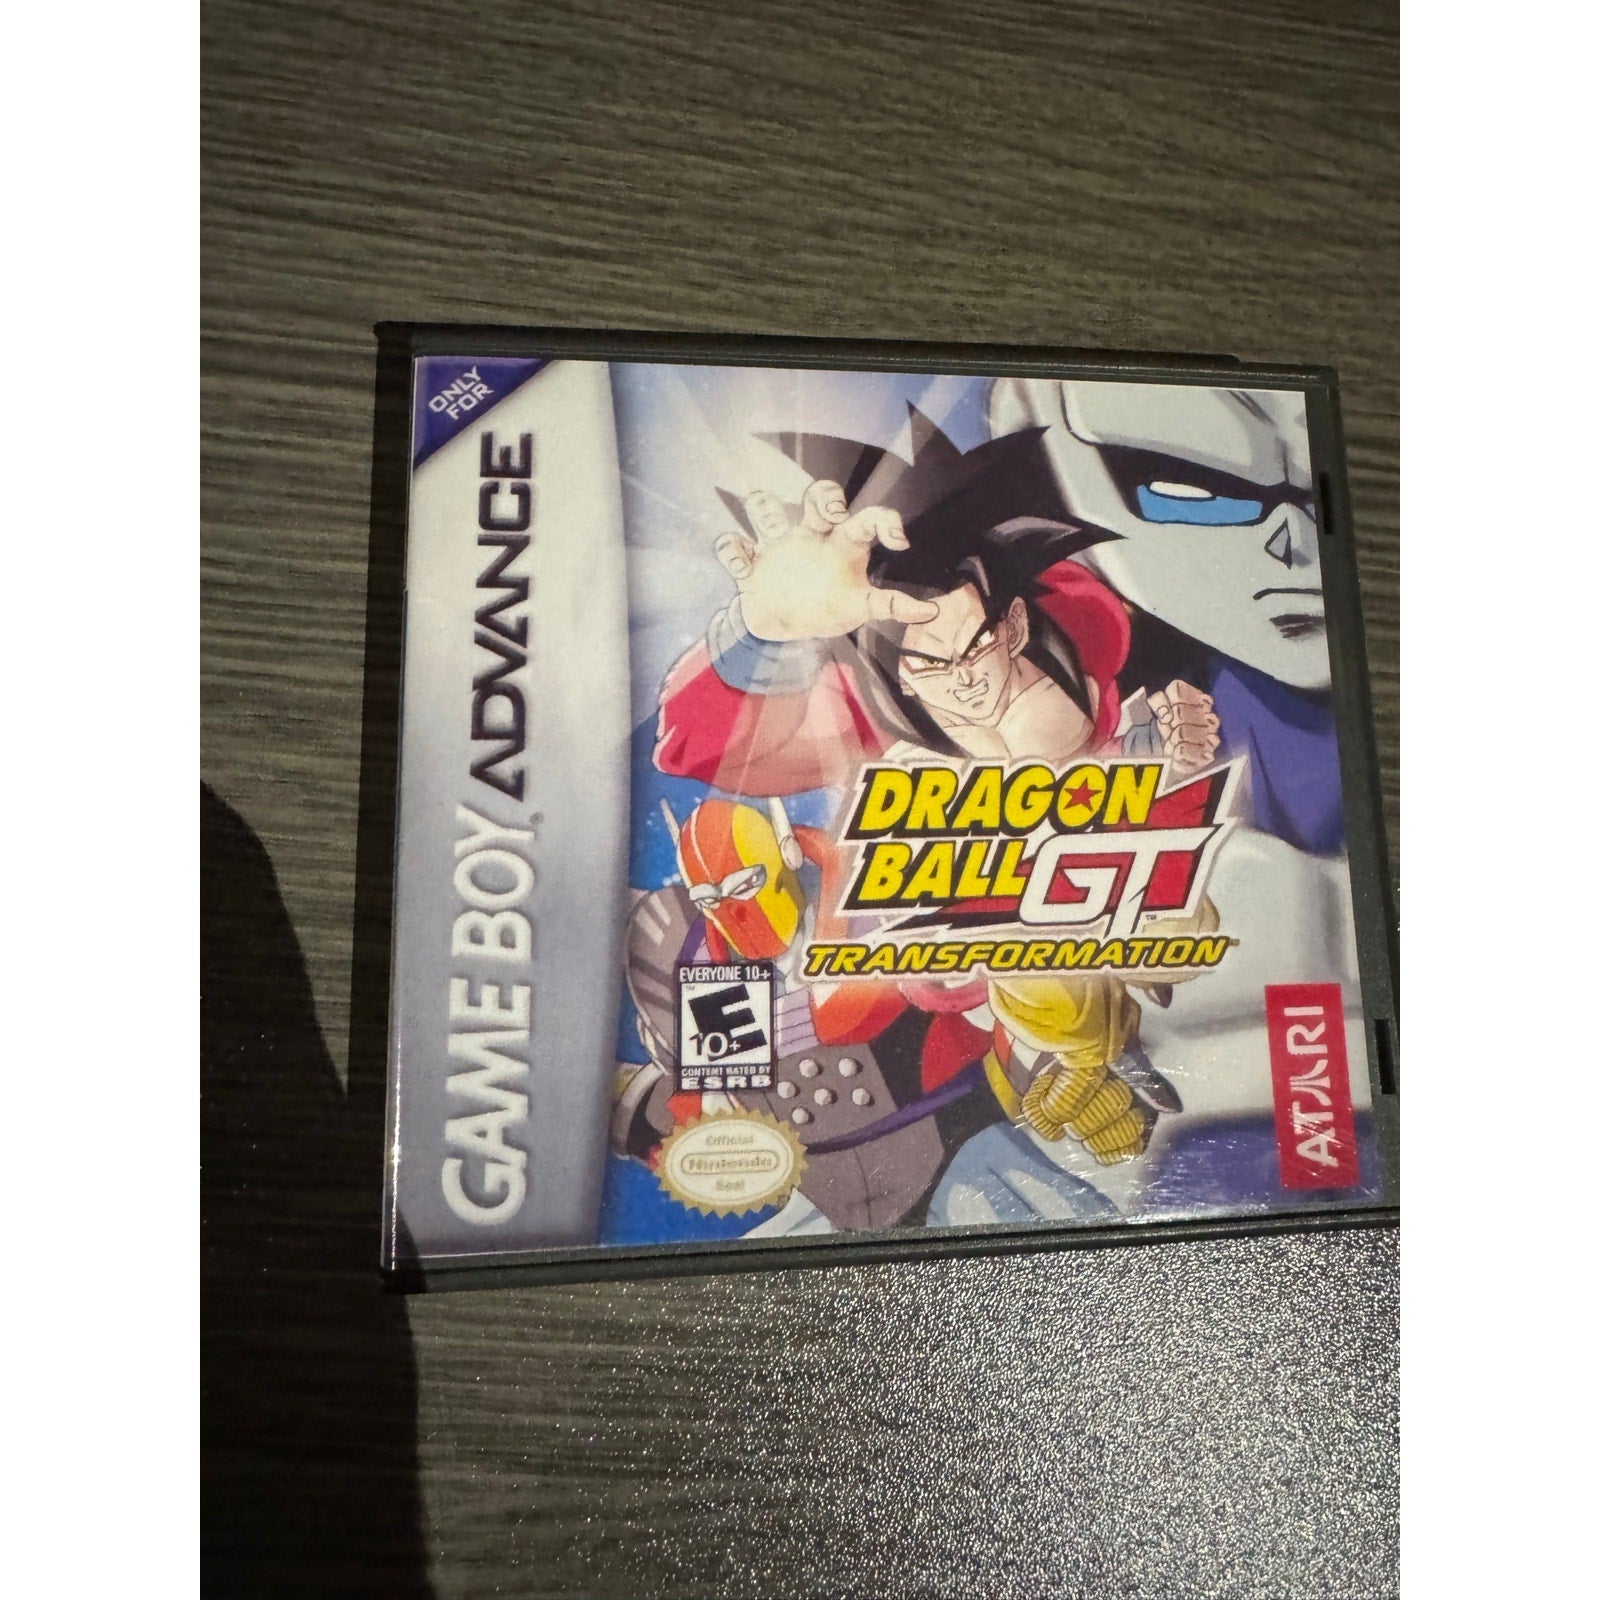 ONLY
FOR
GAME BOY ADVANCE
DRAGON
BALL GT
TRANSFORMATION™
EVERYONE 10+
E
10+
CONTENT RATED BY
ESRB
Official
Nintendo
Seal
ATARI